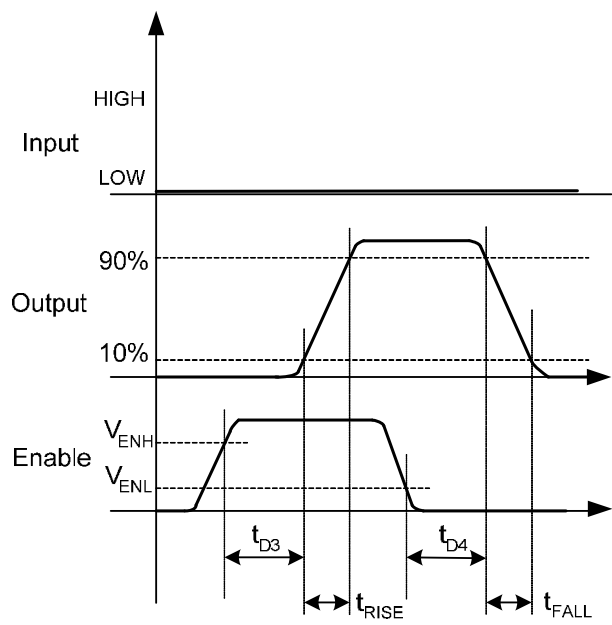 HIGH
Input
LOW
90%
Output
10%
VENH
Enable
VENL
tD3
tD4
tRISE
tFALL